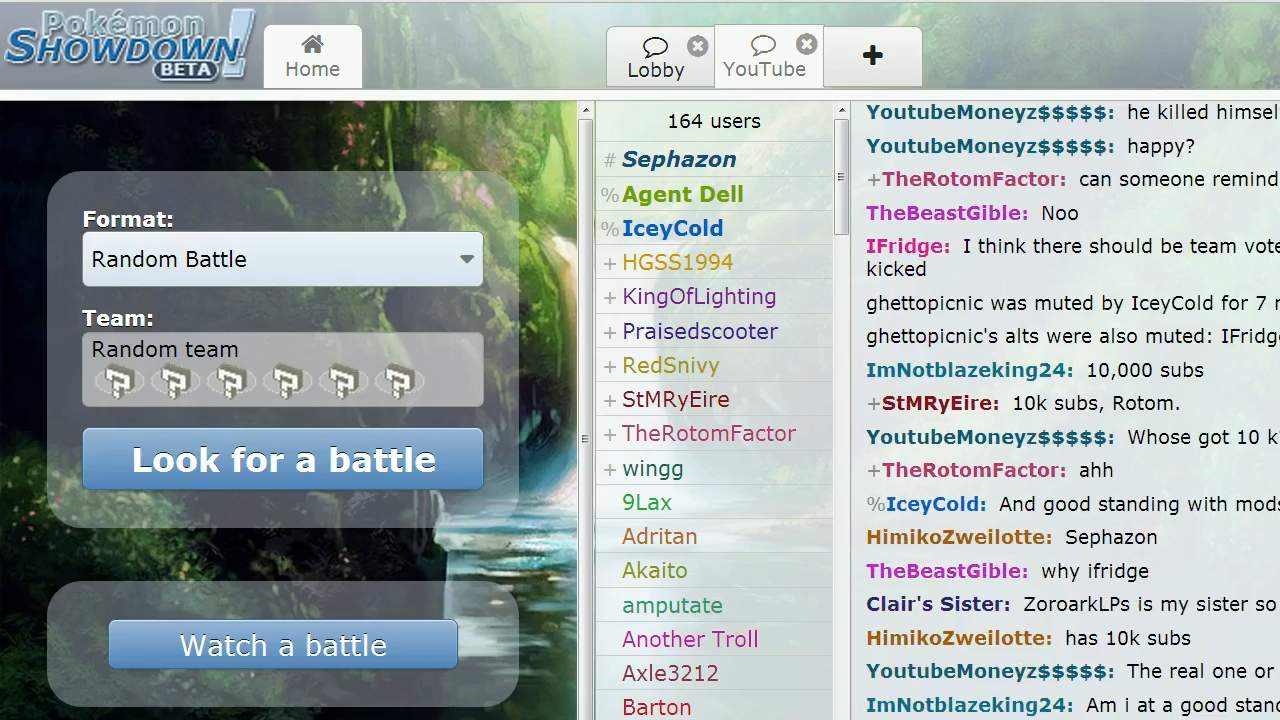 Pokémon
SHOWDOWN!
BETA
Home
Lobby
YouTube
+
Format:
Random Battle
Team:
Random team
? ? ? ? ? ?
Look for a battle
Watch a battle
164 users
# Sephazon
% Agent Dell
% IceyCold
+ HGSS1994
+ KingOfLighting
+ Praisedscooter
+ RedSnivy
+ StMRyEire
+ TheRotomFactor
+ wingg
9Lax
Adritan
Akaito
amputate
Another Troll
Axle3212
Barton
YoutubeMoneyz$$$$$: he killed himsel
YoutubeMoneyz$$$$$: happy?
+TheRotomFactor: can someone remind
TheBeastGible: Noo
IFridge: I think there should be team vote
kicked
ghettopicnic was muted by IceyCold for 7 m
ghettopicnic's alts were also muted: IFridg
ImNotblazeking24: 10,000 subs
+StMRyEire: 10k subs, Rotom.
YoutubeMoneyz$$$$$: Whose got 10 k
+TheRotomFactor: ahh
%IceyCold: And good standing with mods
HimikoZweilotte: Sephazon
TheBeastGible: why ifridge
Clair's Sister: ZoroarkLPs is my sister so
HimikoZweilotte: has 10k subs
YoutubeMoneyz$$$$$: The real one or
ImNotblazeking24: Am i at a good stand